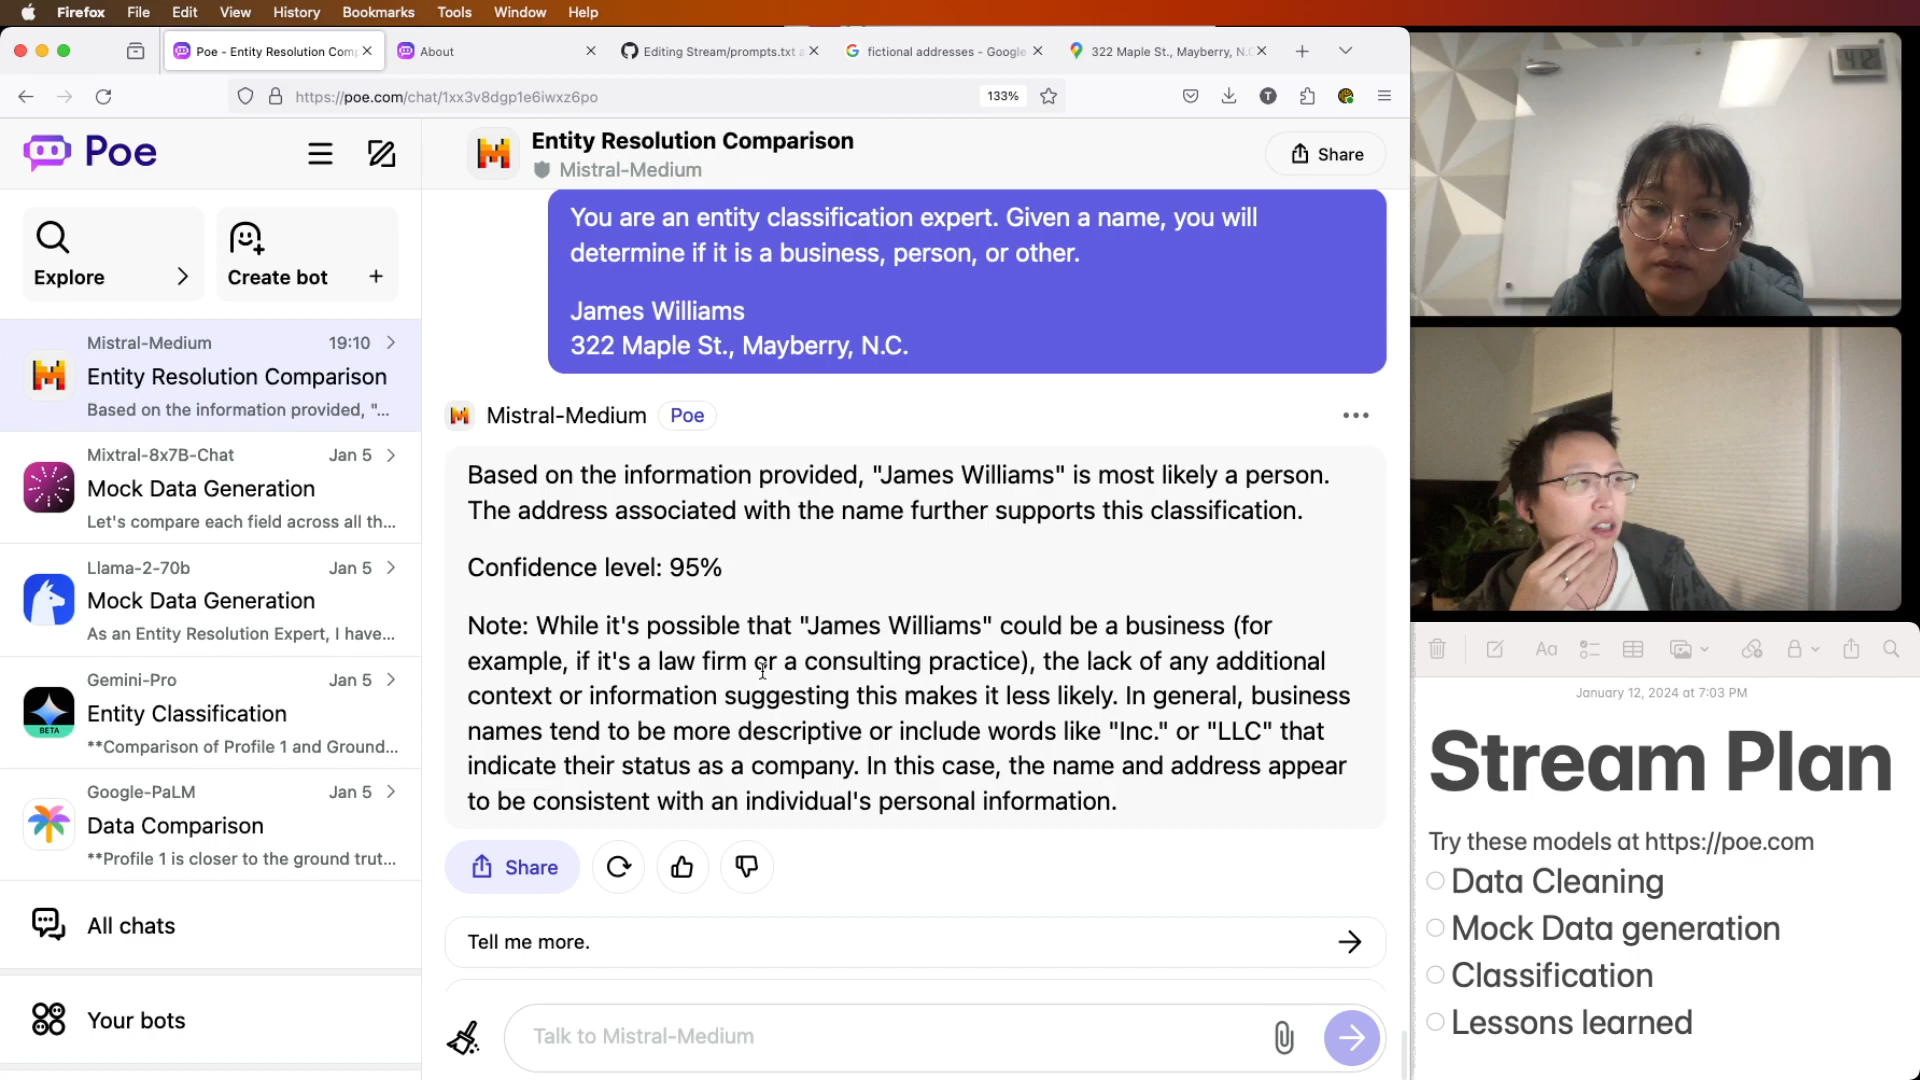 Firefox File Edit View History Bookmarks Tools Window Help
Poe - Entity Resolution Com
About
Editing Stream/prompts.txt a
fictional addresses - Google
322 Maple St., Mayberry, N.C
https://poe.com/chat/1xx3v8dgp1e6iwxz6po
133%
T
Poe
Entity Resolution Comparison
Mistral-Medium
Share
Explore
Create bot
Mistral-Medium 19:10
Entity Resolution Comparison
Based on the information provided, "...
Mixtral-8x7B-Chat Jan 5
Mock Data Generation
Let's compare each field across all th...
Llama-2-70b Jan 5
Mock Data Generation
As an Entity Resolution Expert, I have...
Gemini-Pro Jan 5
Entity Classification
BETA
**Comparison of Profile 1 and Ground...
Google-PaLM Jan 5
Data Comparison
**Profile 1 is closer to the ground trut...
All chats
Your bots
You are an entity classification expert. Given a name, you will
determine if it is a business, person, or other.
James Williams
322 Maple St., Mayberry, N.C.
Mistral-Medium Poe
Based on the information provided, "James Williams" is most likely a person.
The address associated with the name further supports this classification.
Confidence level: 95%
Note: While it's possible that "James Williams" could be a business (for
example, if it's a law firm or a consulting practice), the lack of any additional
context or information suggesting this makes it less likely. In general, business
names tend to be more descriptive or include words like "Inc." or "LLC" that
indicate their status as a company. In this case, the name and address appear
to be consistent with an individual's personal information.
Share
Tell me more.
Talk to Mistral-Medium
Aa
January 12, 2024 at 7:03 PM
Stream Plan
Try these models at https://poe.com
Data Cleaning
Mock Data generation
Classification
Lessons learned